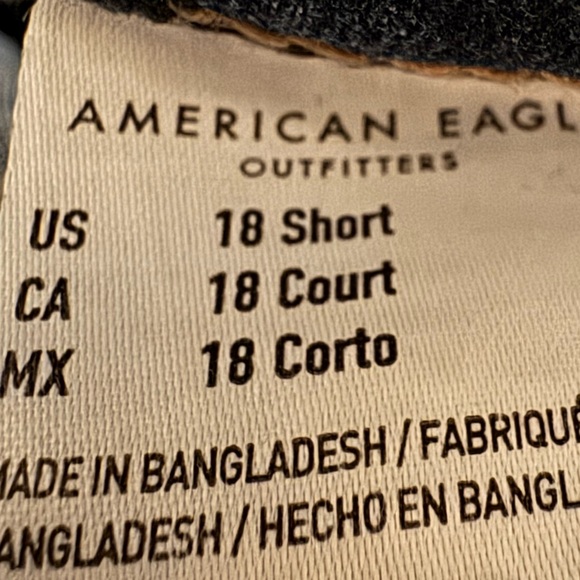 AMERICAN EAGL
OUTFITTERS
US 18 Short
CA 18 Court
MX 18 Corto
MADE IN BANGLADESH / FABRIQUÉ
ANGLADESH / HECHO EN BANGL